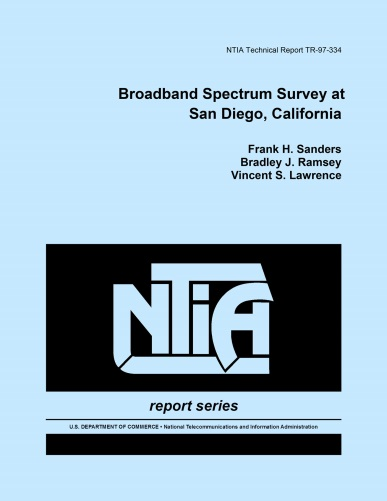 NTIA Technical Report TR-97-334
Broadband Spectrum Survey at
San Diego, California
Frank H. Sanders
Bradley J. Ramsey
Vincent S. Lawrence
NTiA
report series
U.S. DEPARTMENT OF COMMERCE • National Telecommunications and Information Administration